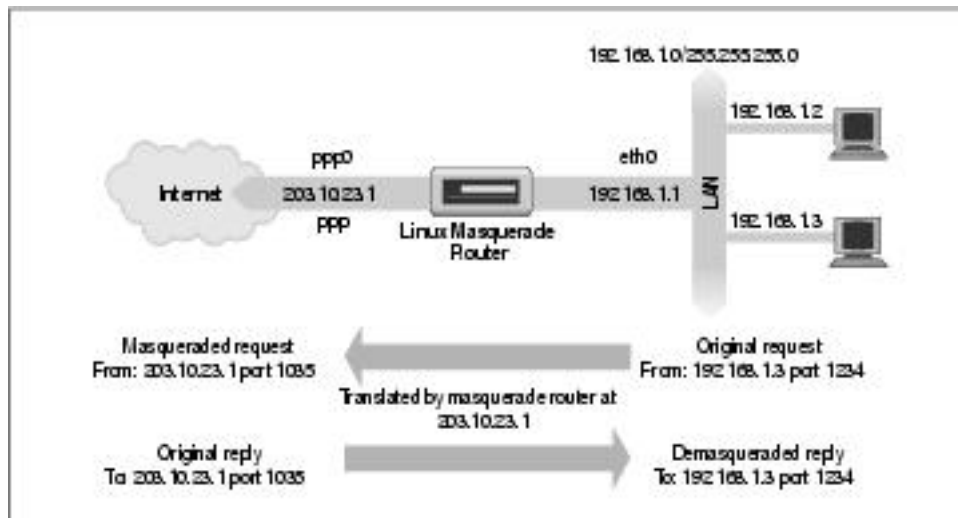 192.168.1.0/255.255.255.0
192.168.1.2
ppp0
eth0
Internet
203.10.23.1
192.168.1.1
LAN
ppp
Linux Masquerade
Router
192.168.1.3
Masqueraded request
From: 203.10.23.1 port 1035
Original request
From: 192.168.1.3 port 1234
Translated by masquerade router at
203.10.23.1
Original reply
To: 203.10.23.1 port 1035
Demasqueraded reply
To: 192.168.1.3 port 1234